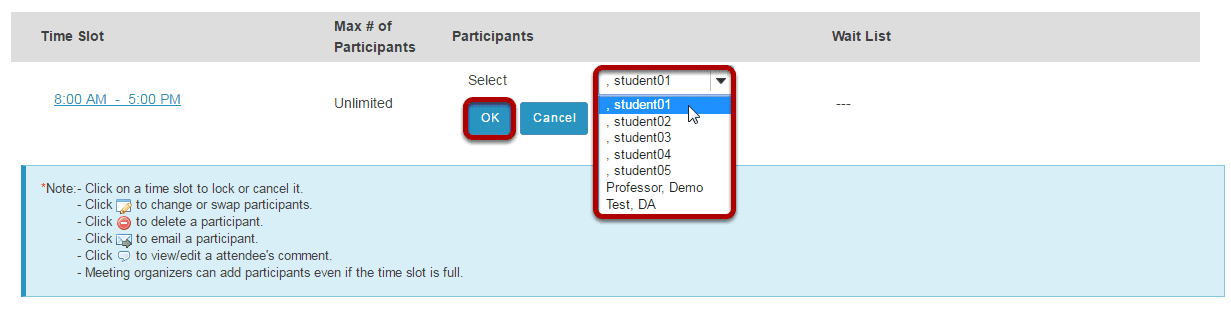 Time Slot
Max # of
Participants
Participants
Wait List
Select
, student01
8:00 AM - 5:00 PM
Unlimited
OK
Cancel
---
, student01
, student02
, student03
, student04
, student05
Professor, Demo
Test, DA
*Note:- Click on a time slot to lock or cancel it.
- Click to change or swap participants.
- Click to delete a participant.
- Click to email a participant.
- Click to view/edit a attendee's comment.
- Meeting organizers can add participants even if the time slot is full.